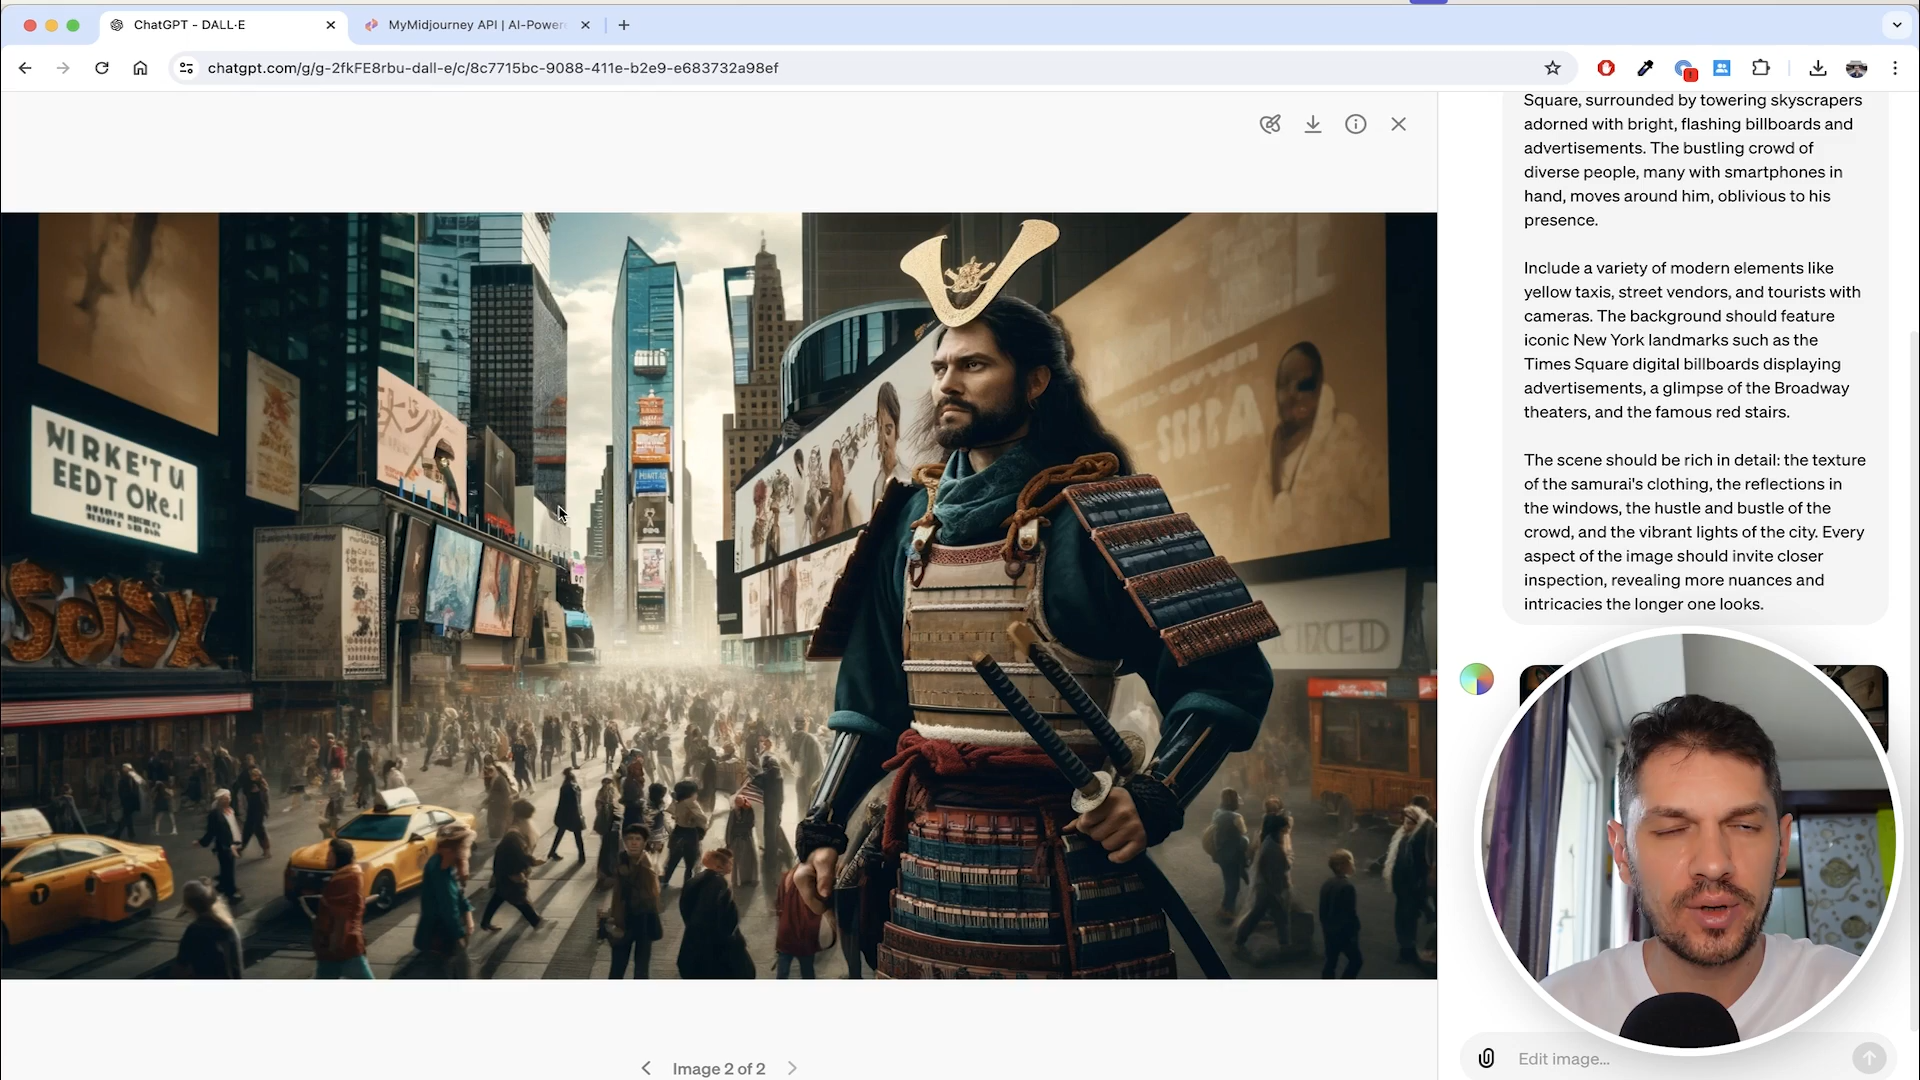 ChatGPT - DALL·E
MyMidjourney API | AI-Power
chatgpt.com/g/g-2fkFE8rbu-dall-e/c/8c7715bc-9088-411e-b2e9-e683732a98ef
Square, surrounded by towering skyscrapers
adorned with bright, flashing billboards and
advertisements. The bustling crowd of
diverse people, many with smartphones in
hand, moves around him, oblivious to his
presence.
Include a variety of modern elements like
yellow taxis, street vendors, and tourists with
cameras. The background should feature
iconic New York landmarks such as the
Times Square digital billboards displaying
advertisements, a glimpse of the Broadway
theaters, and the famous red stairs.
The scene should be rich in detail: the texture
of the samurai's clothing, the reflections in
the windows, the hustle and bustle of the
crowd, and the vibrant lights of the city. Every
aspect of the image should invite closer
inspection, revealing more nuances and
intricacies the longer one looks.
WIRKE'T U
EEDT OKe.I
Edit image...
Image 2 of 2